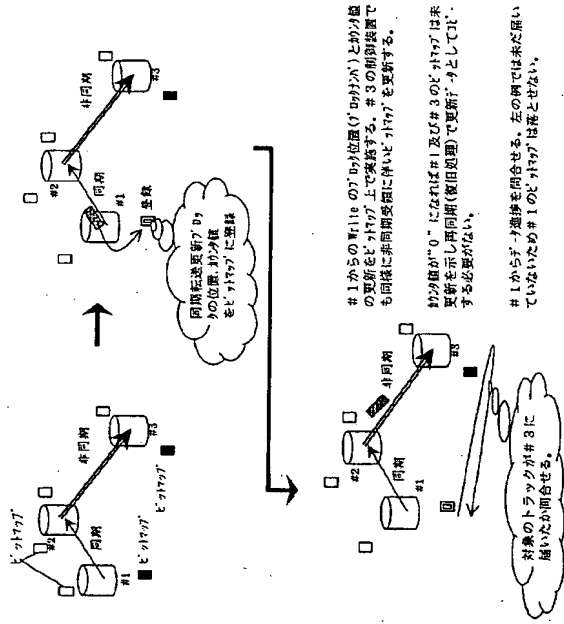 ビットマップ
#2
同期
非同期
#1
#3
ビットマップ
ビットマップ
#2
非同期
同期
#1
#3
登録
同期転送更新ブロッ
クの位置、カウンタ値
をビットマップに登録
#2
非同期
同期
#1
#3
対象のトラックが#3に
届いたか問合せる。
#1からのWriteのブロック位置(ブロックナンバ)とカウンタ値
の更新をビットマップ上で実施する。#3の制御装置で
も同様に非同期受領に伴いビットマップを更新する。
カウンタ値が"0"になれば#1及び#3のビットマップは未
更新を示し再同期(復旧処理)で更新データとしてコピー
する必要がない。
#1からデータ進捗を問合せる。左の例では未だ届い
ていないため#1のビットマップは落とせない。